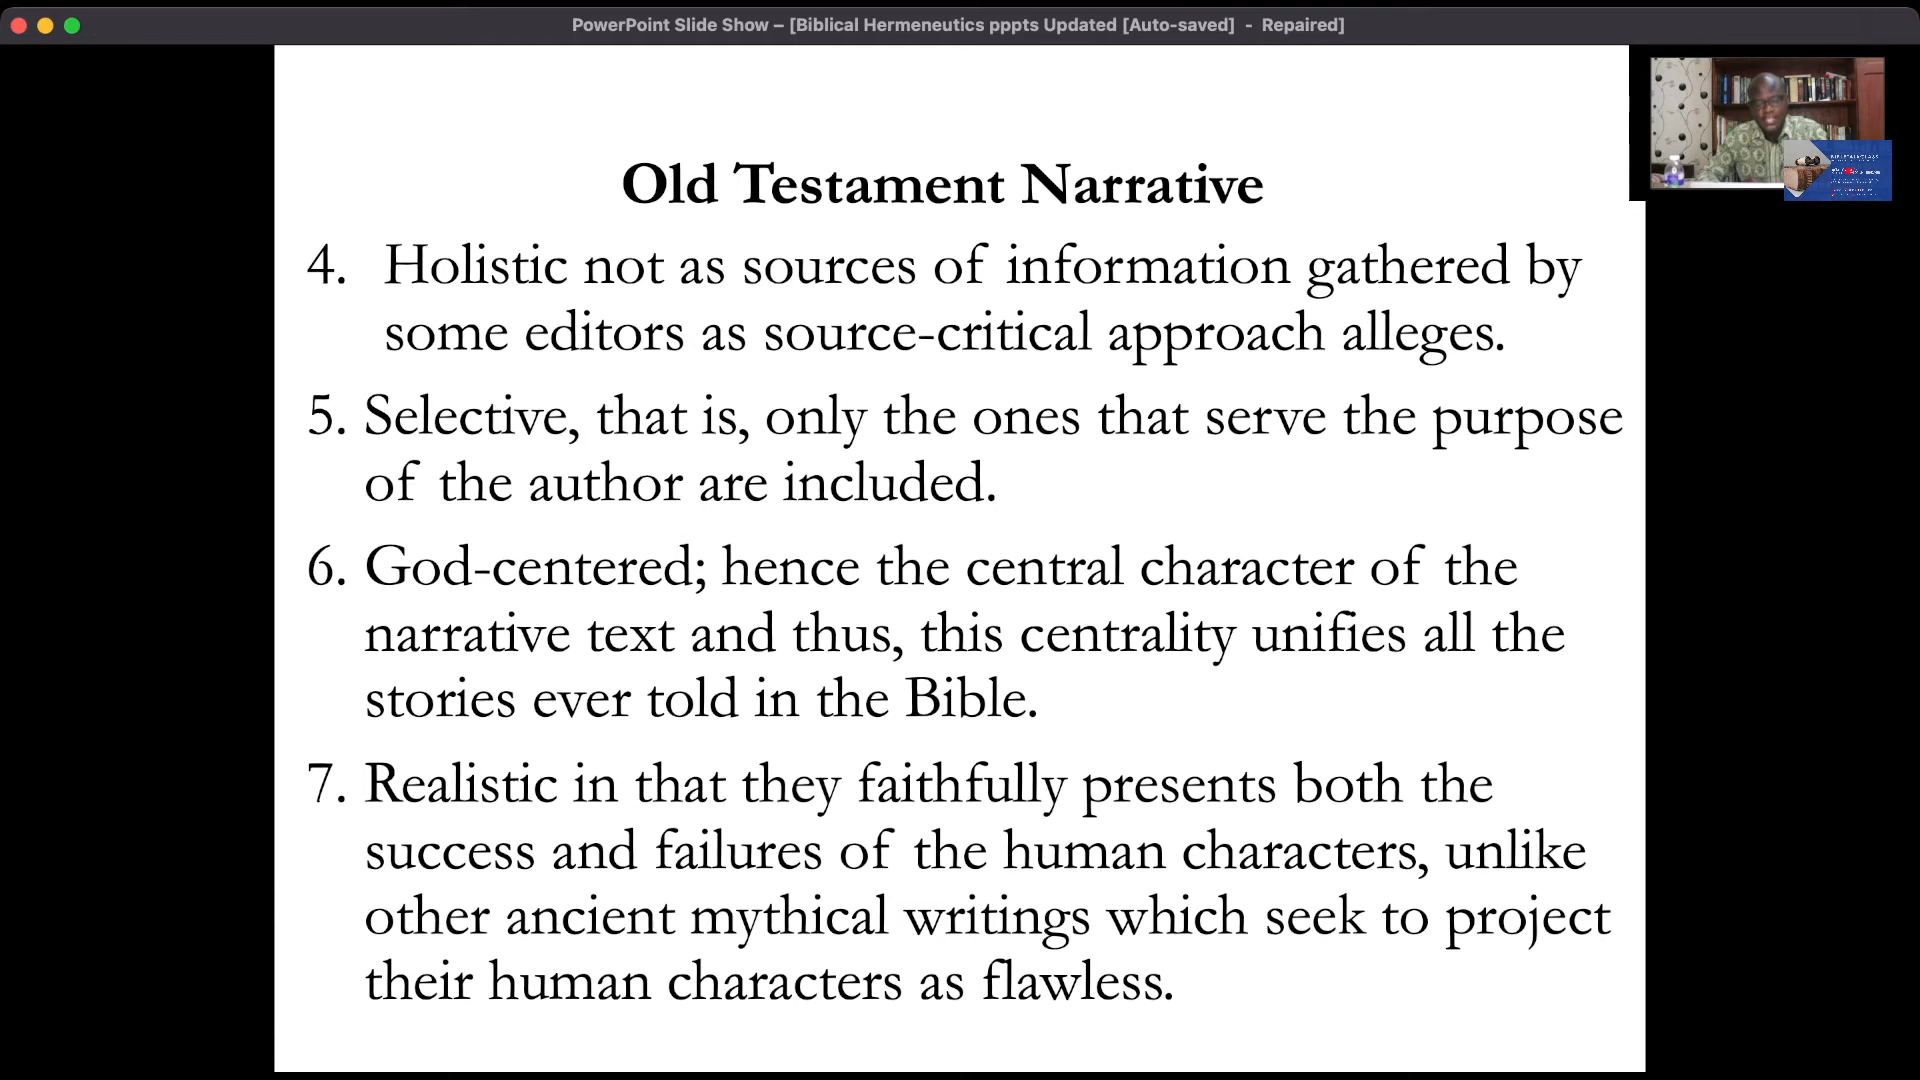 PowerPoint Slide Show – [Biblical Hermeneutics pppts Updated [Auto-saved]  -  Repaired]
Old Testament Narrative
4. Holistic not as sources of information gathered by
some editors as source-critical approach alleges.
5. Selective, that is, only the ones that serve the purpose
of the author are included.
6. God-centered; hence the central character of the
narrative text and thus, this centrality unifies all the
stories ever told in the Bible.
7. Realistic in that they faithfully presents both the
success and failures of the human characters, unlike
other ancient mythical writings which seek to project
their human characters as flawless.